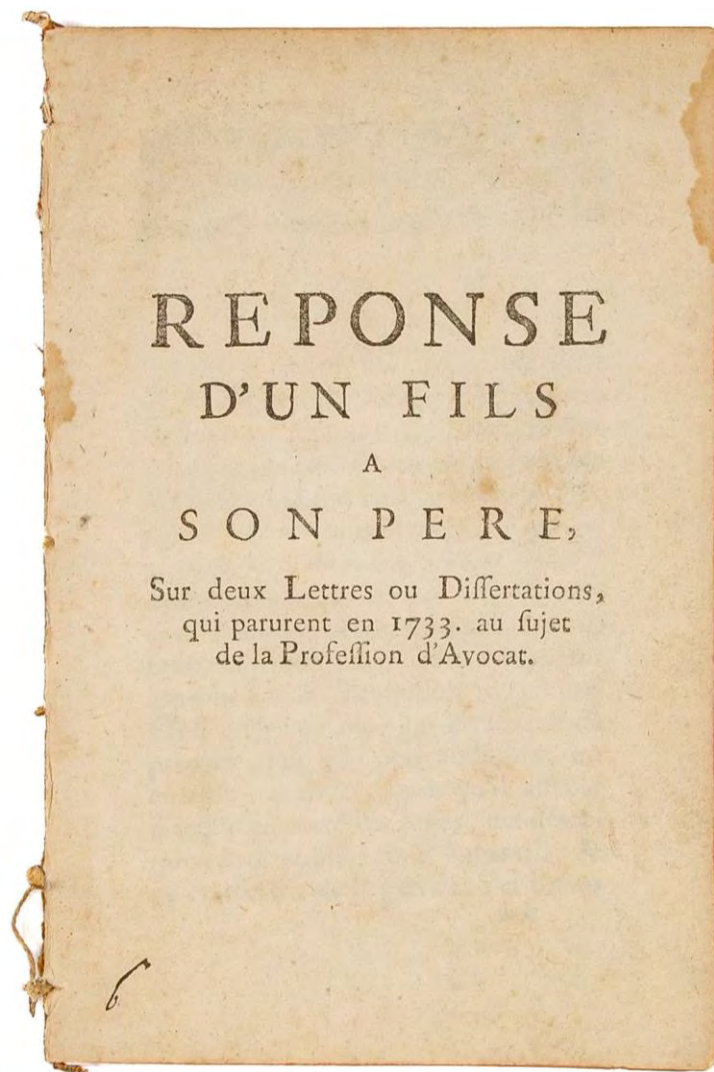 REPONSE
D'UN FILS
A
SON PERE,
Sur deux Lettres ou Diſſertations,
qui parurent en 1733. au ſujet
de la Profeſſion d'Avocat.
6